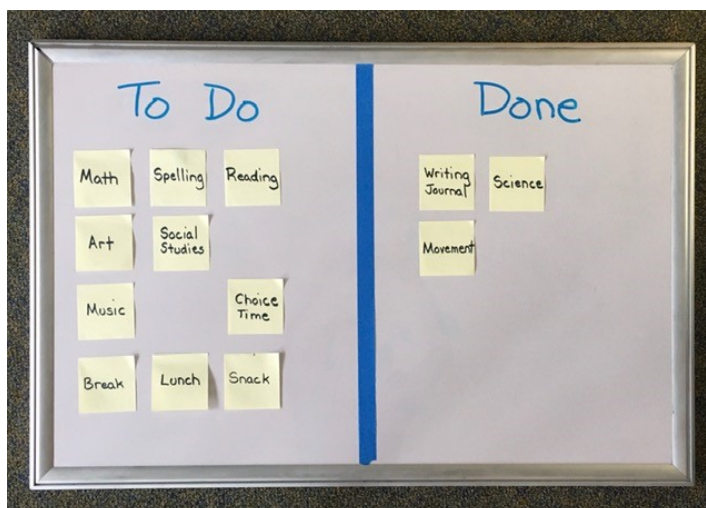 To Do
Math
Spelling
Reading
Art
Social
Studies
Music
Choice
Time
Break
Lunch
Snack
Done
Writing
Journal
Science
Movement